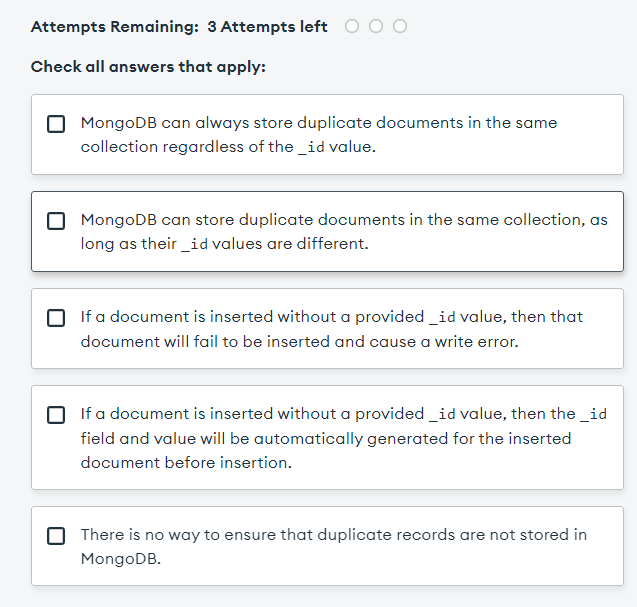 Attempts Remaining: 3 Attempts left
Check all answers that apply:
MongoDB can always store duplicate documents in the same
collection regardless of the _id value.
MongoDB can store duplicate documents in the same collection, as
long as their _id values are different.
If a document is inserted without a provided _id value, then that
document will fail to be inserted and cause a write error.
If a document is inserted without a provided _id value, then the _id
field and value will be automatically generated for the inserted
document before insertion.
There is no way to ensure that duplicate records are not stored in
MongoDB.